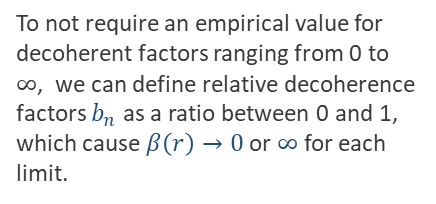 To not require an empirical value for
decoherent factors ranging from 0 to
∞, we can define relative decoherence
factors bₙ as a ratio between 0 and 1,
which cause β(r) → 0 or ∞ for each
limit.